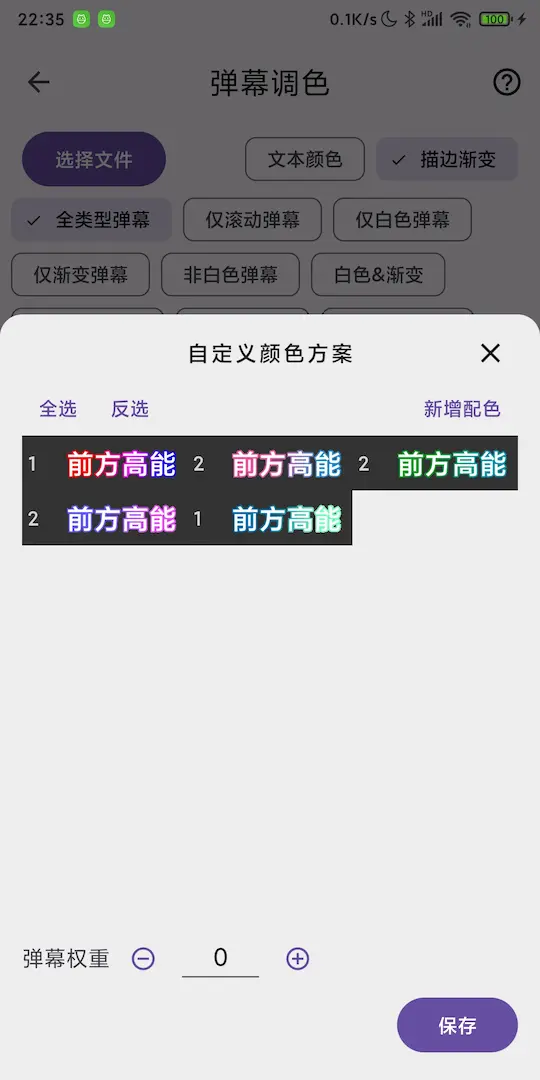 22:35 0.1K/s HD 100
弹幕调色
选择文件 文本颜色 描边渐变
全类型弹幕 仅滚动弹幕 仅白色弹幕
仅渐变弹幕 非白色弹幕 白色&渐变
自定义颜色方案
全选 反选 新增配色
1 前方高能 2 前方高能 2 前方高能
2 前方高能 1 前方高能
弹幕权重 0
保存